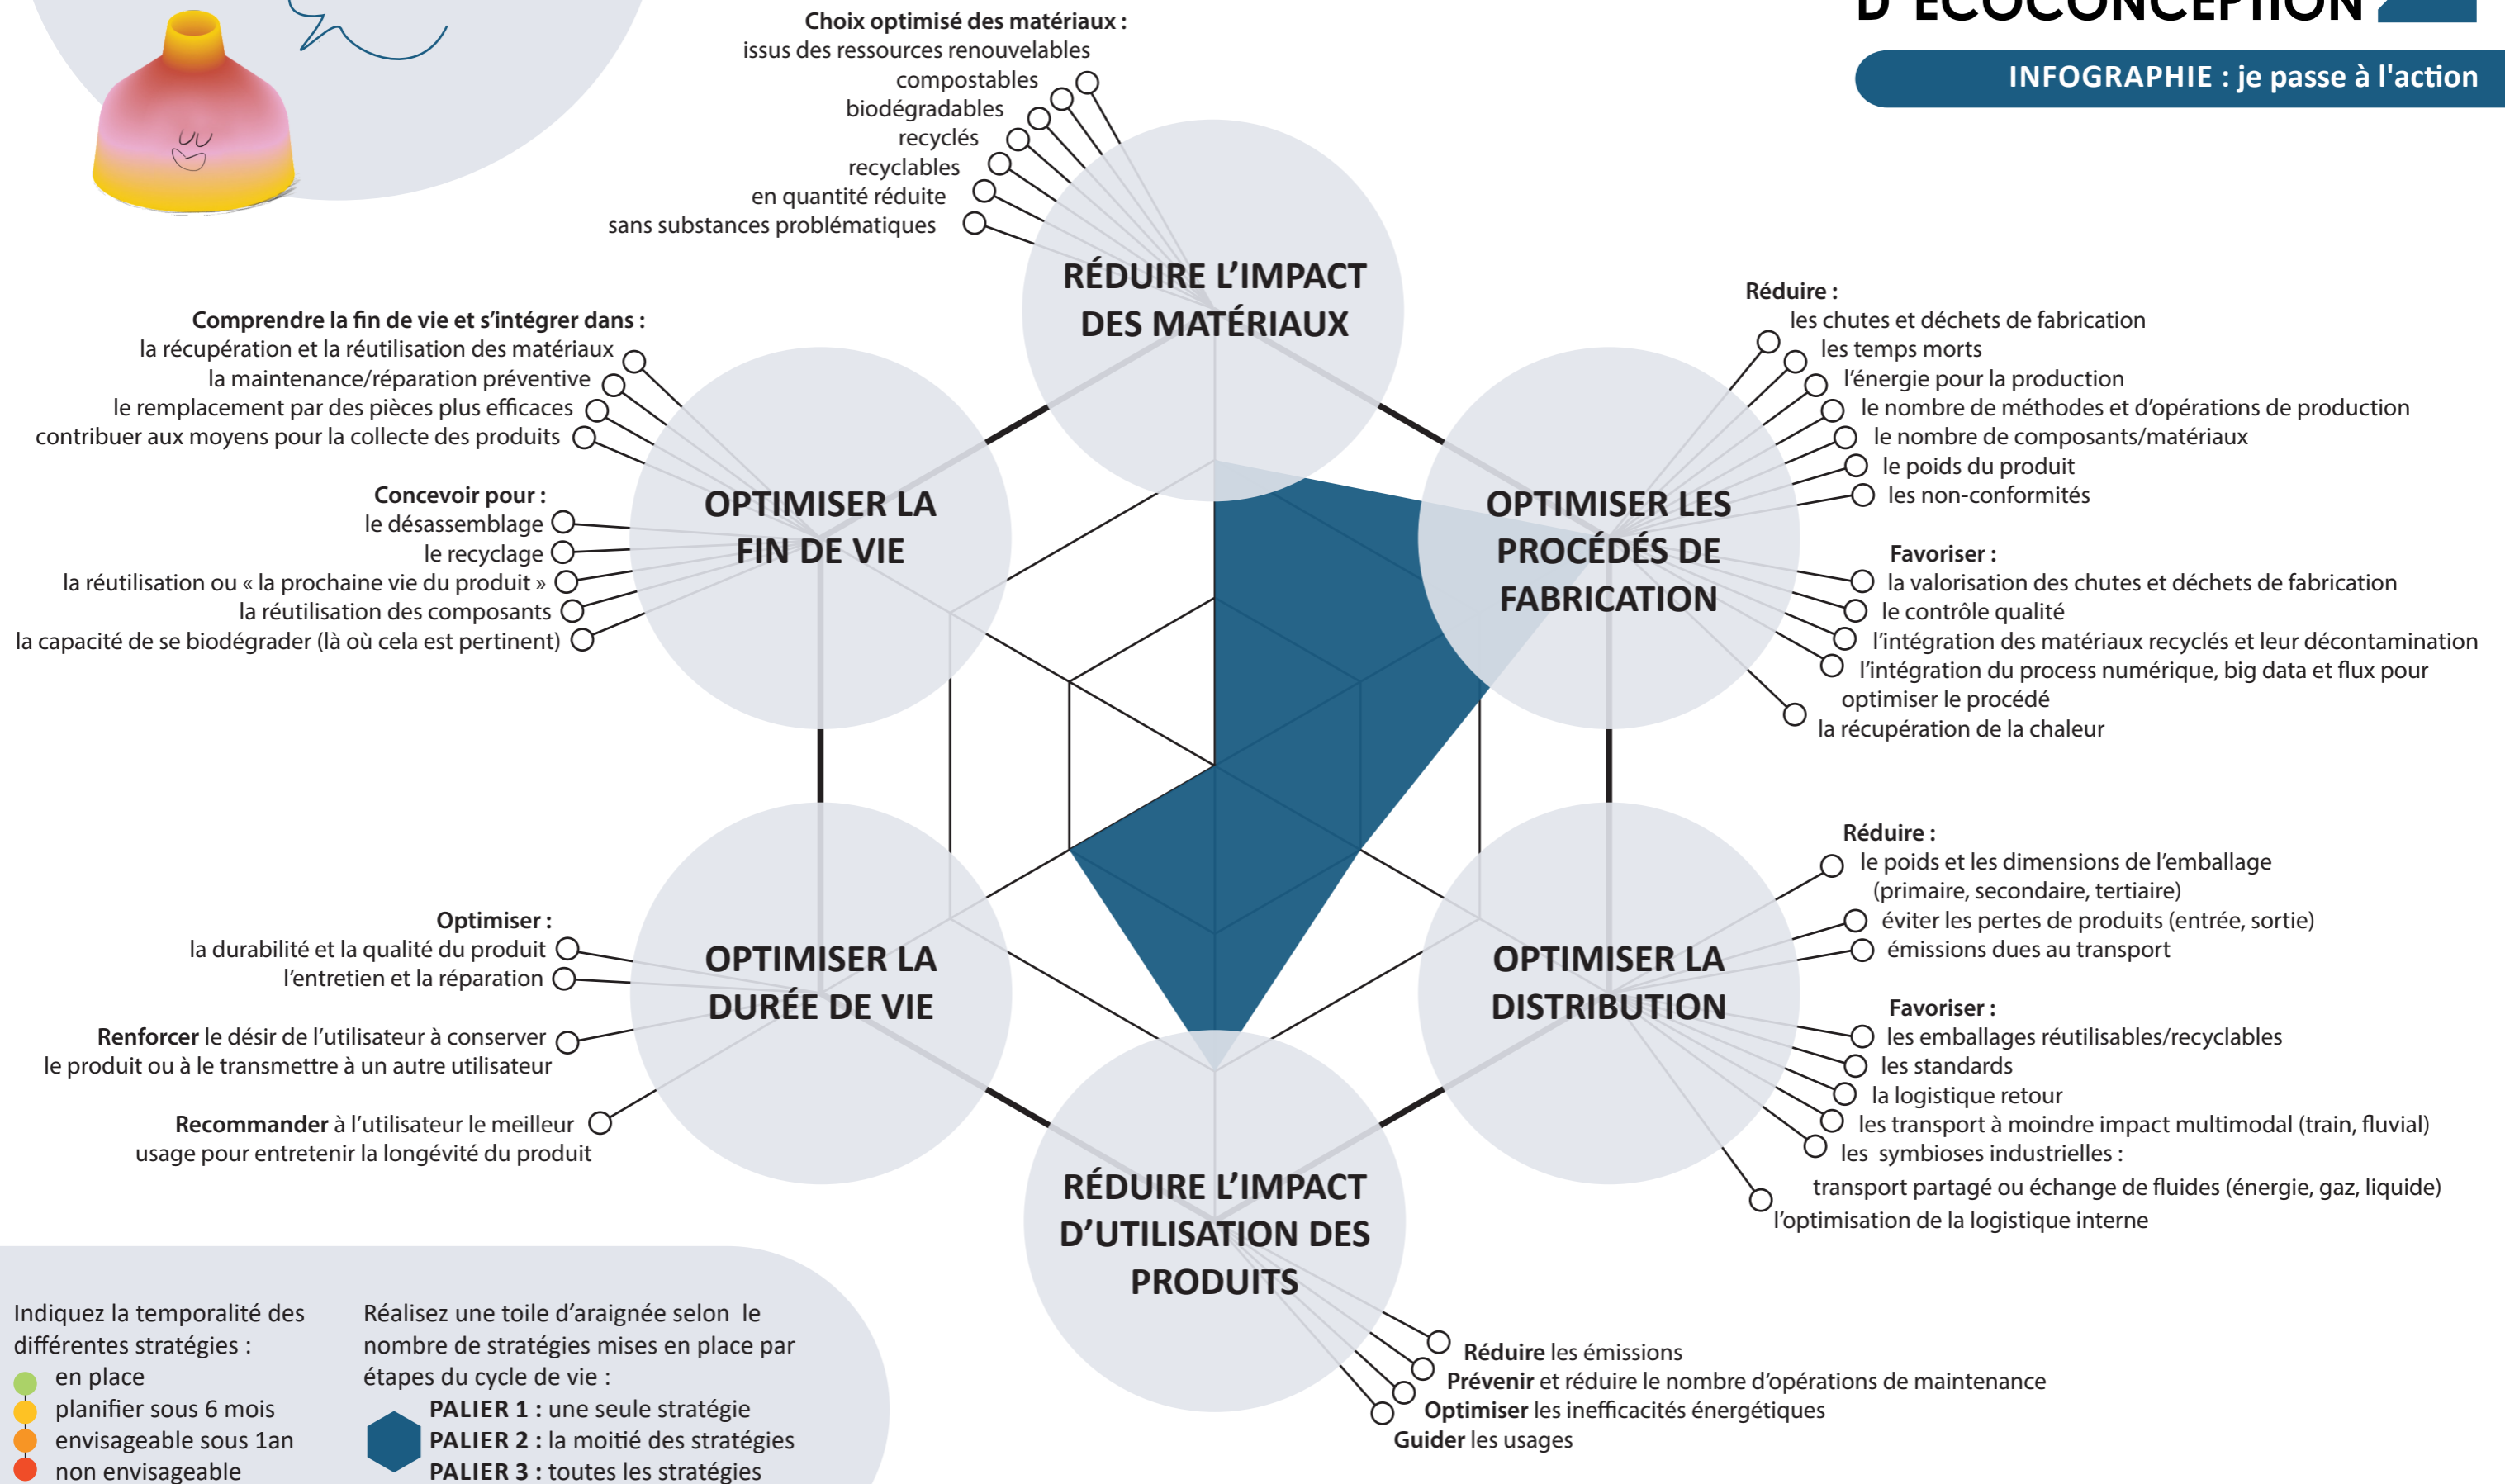 D'ÉCOCONCEPTION
INFOGRAPHIE : je passe à l'action
Choix optimisé des matériaux :
issus des ressources renouvelables
compostables
biodégradables
recyclés
recyclables
en quantité réduite
sans substances problématiques
RÉDUIRE L'IMPACT
DES MATÉRIAUX
Réduire :
les chutes et déchets de fabrication
les temps morts
l'énergie pour la production
le nombre de méthodes et d'opérations de production
le nombre de composants/matériaux
le poids du produit
les non-conformités
Favoriser :
la valorisation des chutes et déchets de fabrication
le contrôle qualité
l'intégration des matériaux recyclés et leur décontamination
l'intégration du process numérique, big data et flux pour
optimiser le procédé
la récupération de la chaleur
OPTIMISER LES
PROCÉDÉS DE
FABRICATION
Comprendre la fin de vie et s'intégrer dans :
la récupération et la réutilisation des matériaux
la maintenance/réparation préventive
le remplacement par des pièces plus efficaces
contribuer aux moyens pour la collecte des produits
Concevoir pour :
le désassemblage
le recyclage
la réutilisation ou « la prochaine vie du produit »
la réutilisation des composants
la capacité de se biodégrader (là où cela est pertinent)
OPTIMISER LA
FIN DE VIE
Optimiser :
la durabilité et la qualité du produit
l'entretien et la réparation
Renforcer le désir de l'utilisateur à conserver
le produit ou à le transmettre à un autre utilisateur
Recommander à l'utilisateur le meilleur
usage pour entretenir la longévité du produit
OPTIMISER LA
DURÉE DE VIE
OPTIMISER LA
DISTRIBUTION
Réduire :
le poids et les dimensions de l'emballage
(primaire, secondaire, tertiaire)
éviter les pertes de produits (entrée, sortie)
émissions dues au transport
Favoriser :
les emballages réutilisables/recyclables
les standards
la logistique retour
les transport à moindre impact multimodal (train, fluvial)
les symbioses industrielles :
transport partagé ou échange de fluides (énergie, gaz, liquide)
l'optimisation de la logistique interne
RÉDUIRE L'IMPACT
D'UTILISATION DES
PRODUITS
Réduire les émissions
Prévenir et réduire le nombre d'opérations de maintenance
Optimiser les inefficacités énergétiques
Guider les usages
Indiquez la temporalité des
différentes stratégies :
en place
planifier sous 6 mois
envisageable sous 1an
non envisageable
Réalisez une toile d'araignée selon le
nombre de stratégies mises en place par
étapes du cycle de vie :
PALIER 1 : une seule stratégie
PALIER 2 : la moitié des stratégies
PALIER 3 : toutes les stratégies